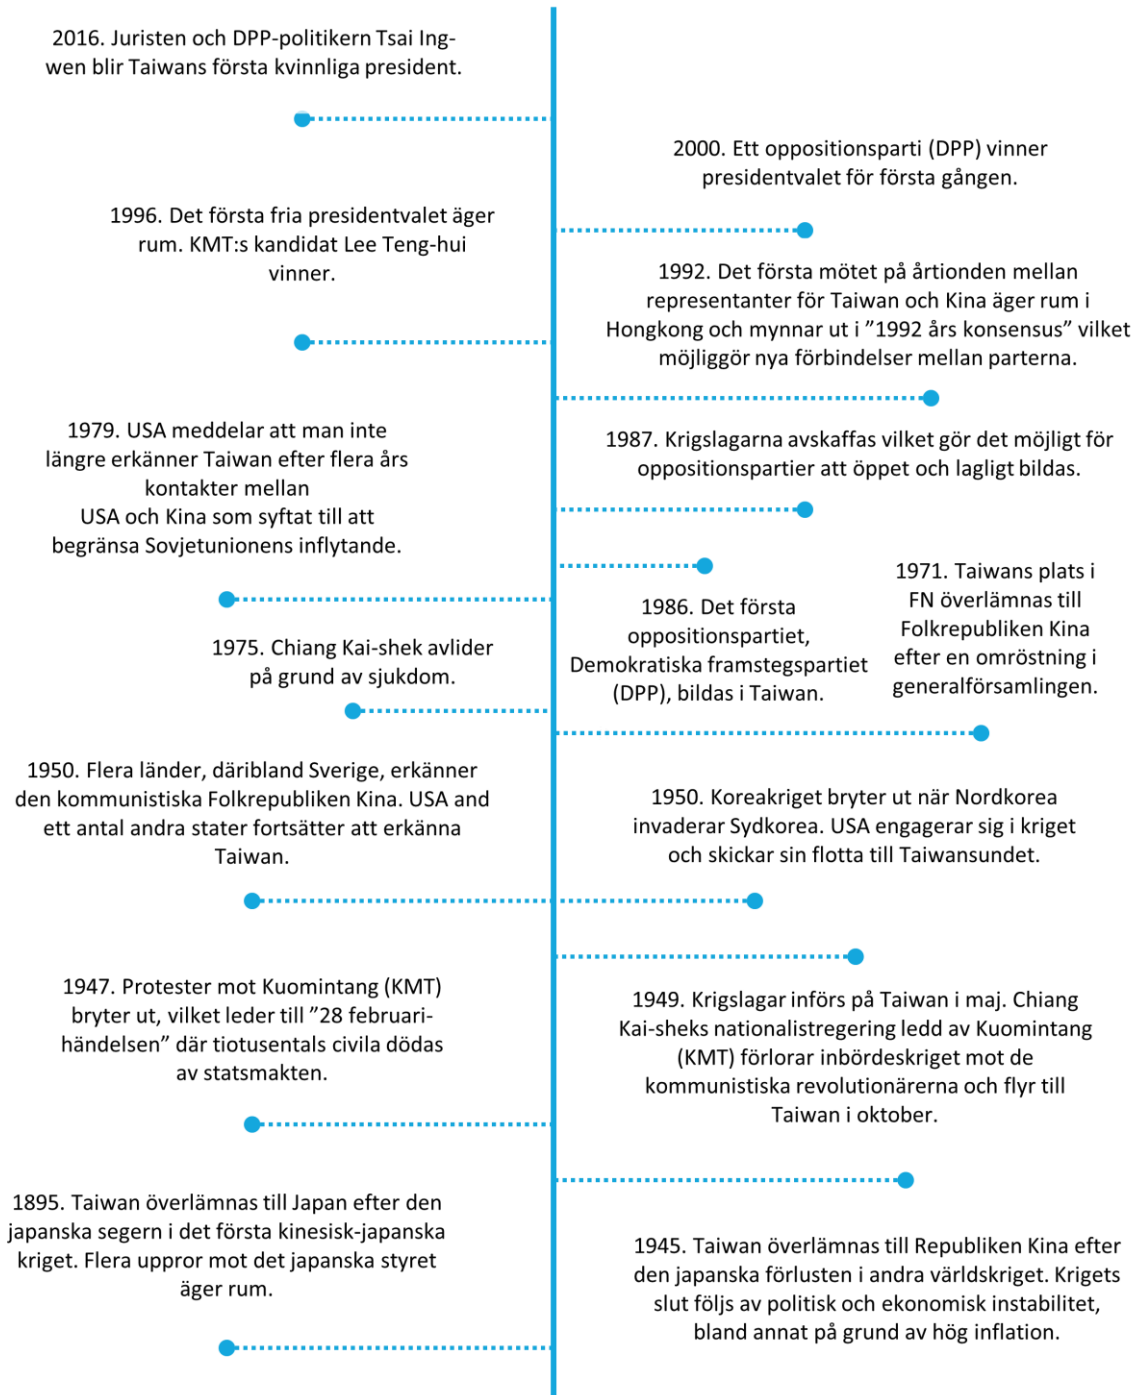 2016. Juristen och DPP-politikern Tsai Ing-
wen blir Taiwans första kvinnliga president.
2000. Ett oppositionsparti (DPP) vinner
presidentvalet för första gången.
1996. Det första fria presidentvalet äger
rum. KMT:s kandidat Lee Teng-hui
vinner.
1992. Det första mötet på årtionden mellan
representanter för Taiwan och Kina äger rum i
Hongkong och mynnar ut i ”1992 års konsensus” vilket
möjliggör nya förbindelser mellan parterna.
1979. USA meddelar att man inte
längre erkänner Taiwan efter flera års
kontakter mellan
USA och Kina som syftat till att
begränsa Sovjetunionens inflytande.
1987. Krigslagarna avskaffas vilket gör det möjligt för
oppositionspartier att öppet och lagligt bildas.
1971. Taiwans plats i
FN överlämnas till
Folkrepubliken Kina
efter en omröstning i
generalförsamlingen.
1986. Det första
oppositionspartiet,
Demokratiska framstegspartiet
(DPP), bildas i Taiwan.
1975. Chiang Kai-shek avlider
på grund av sjukdom.
1950. Flera länder, däribland Sverige, erkänner
den kommunistiska Folkrepubliken Kina. USA and
ett antal andra stater fortsätter att erkänna
Taiwan.
1950. Koreakriget bryter ut när Nordkorea
invaderar Sydkorea. USA engagerar sig i kriget
och skickar sin flotta till Taiwansundet.
1947. Protester mot Kuomintang (KMT)
bryter ut, vilket leder till ”28 februari-
händelsen” där tiotusentals civila dödas
av statsmakten.
1949. Krigslagar införs på Taiwan i maj. Chiang
Kai-sheks nationalistregering ledd av Kuomintang
(KMT) förlorar inbördeskriget mot de
kommunistiska revolutionärerna och flyr till
Taiwan i oktober.
1895. Taiwan överlämnas till Japan efter den
japanska segern i det första kinesisk-japanska
kriget. Flera uppror mot det japanska styret
äger rum.
1945. Taiwan överlämnas till Republiken Kina efter
den japanska förlusten i andra världskriget. Krigets
slut följs av politisk och ekonomisk instabilitet,
bland annat på grund av hög inflation.